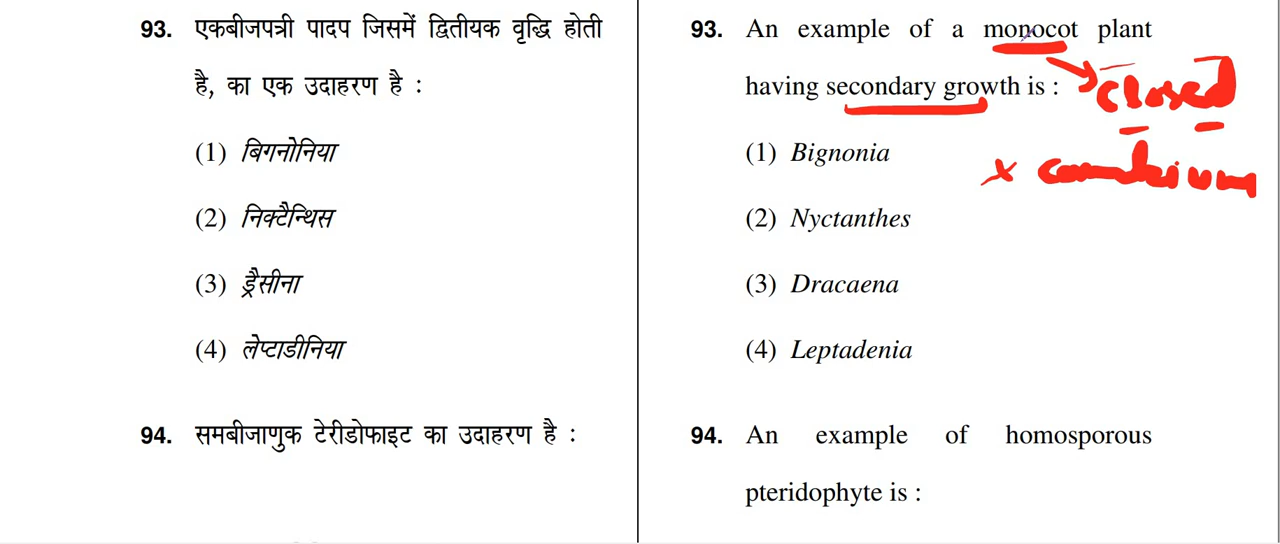 93. एकबीजपत्री पादप जिसमें द्वितीयक वृद्धि होती
है, का एक उदाहरण है :
(1) बिगनोनिया
(2) निक्टैन्थिस
(3) ड्रैसीना
(4) लेप्टाडीनिया
94. समबीजाणुक टेरीडोफाइट का उदाहरण है :
93. An example of a monocot plant
having secondary growth is :
closed
(1) Bignonia
x cambium
(2) Nyctanthes
(3) Dracaena
(4) Leptadenia
94. An example of homosporous
pteridophyte is :